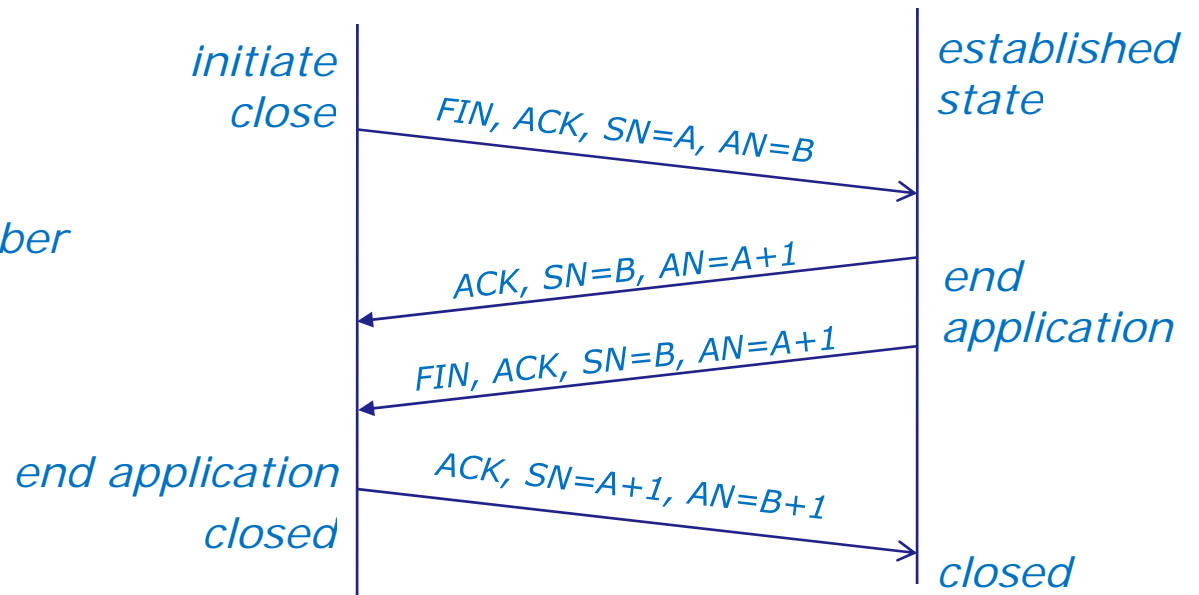 initiate
close
established
state
FIN, ACK, SN=A, AN=B
ber
ACK, SN=B, AN=A+1
end
application
FIN, ACK, SN=B, AN=A+1
end application
closed
ACK, SN=A+1, AN=B+1
closed